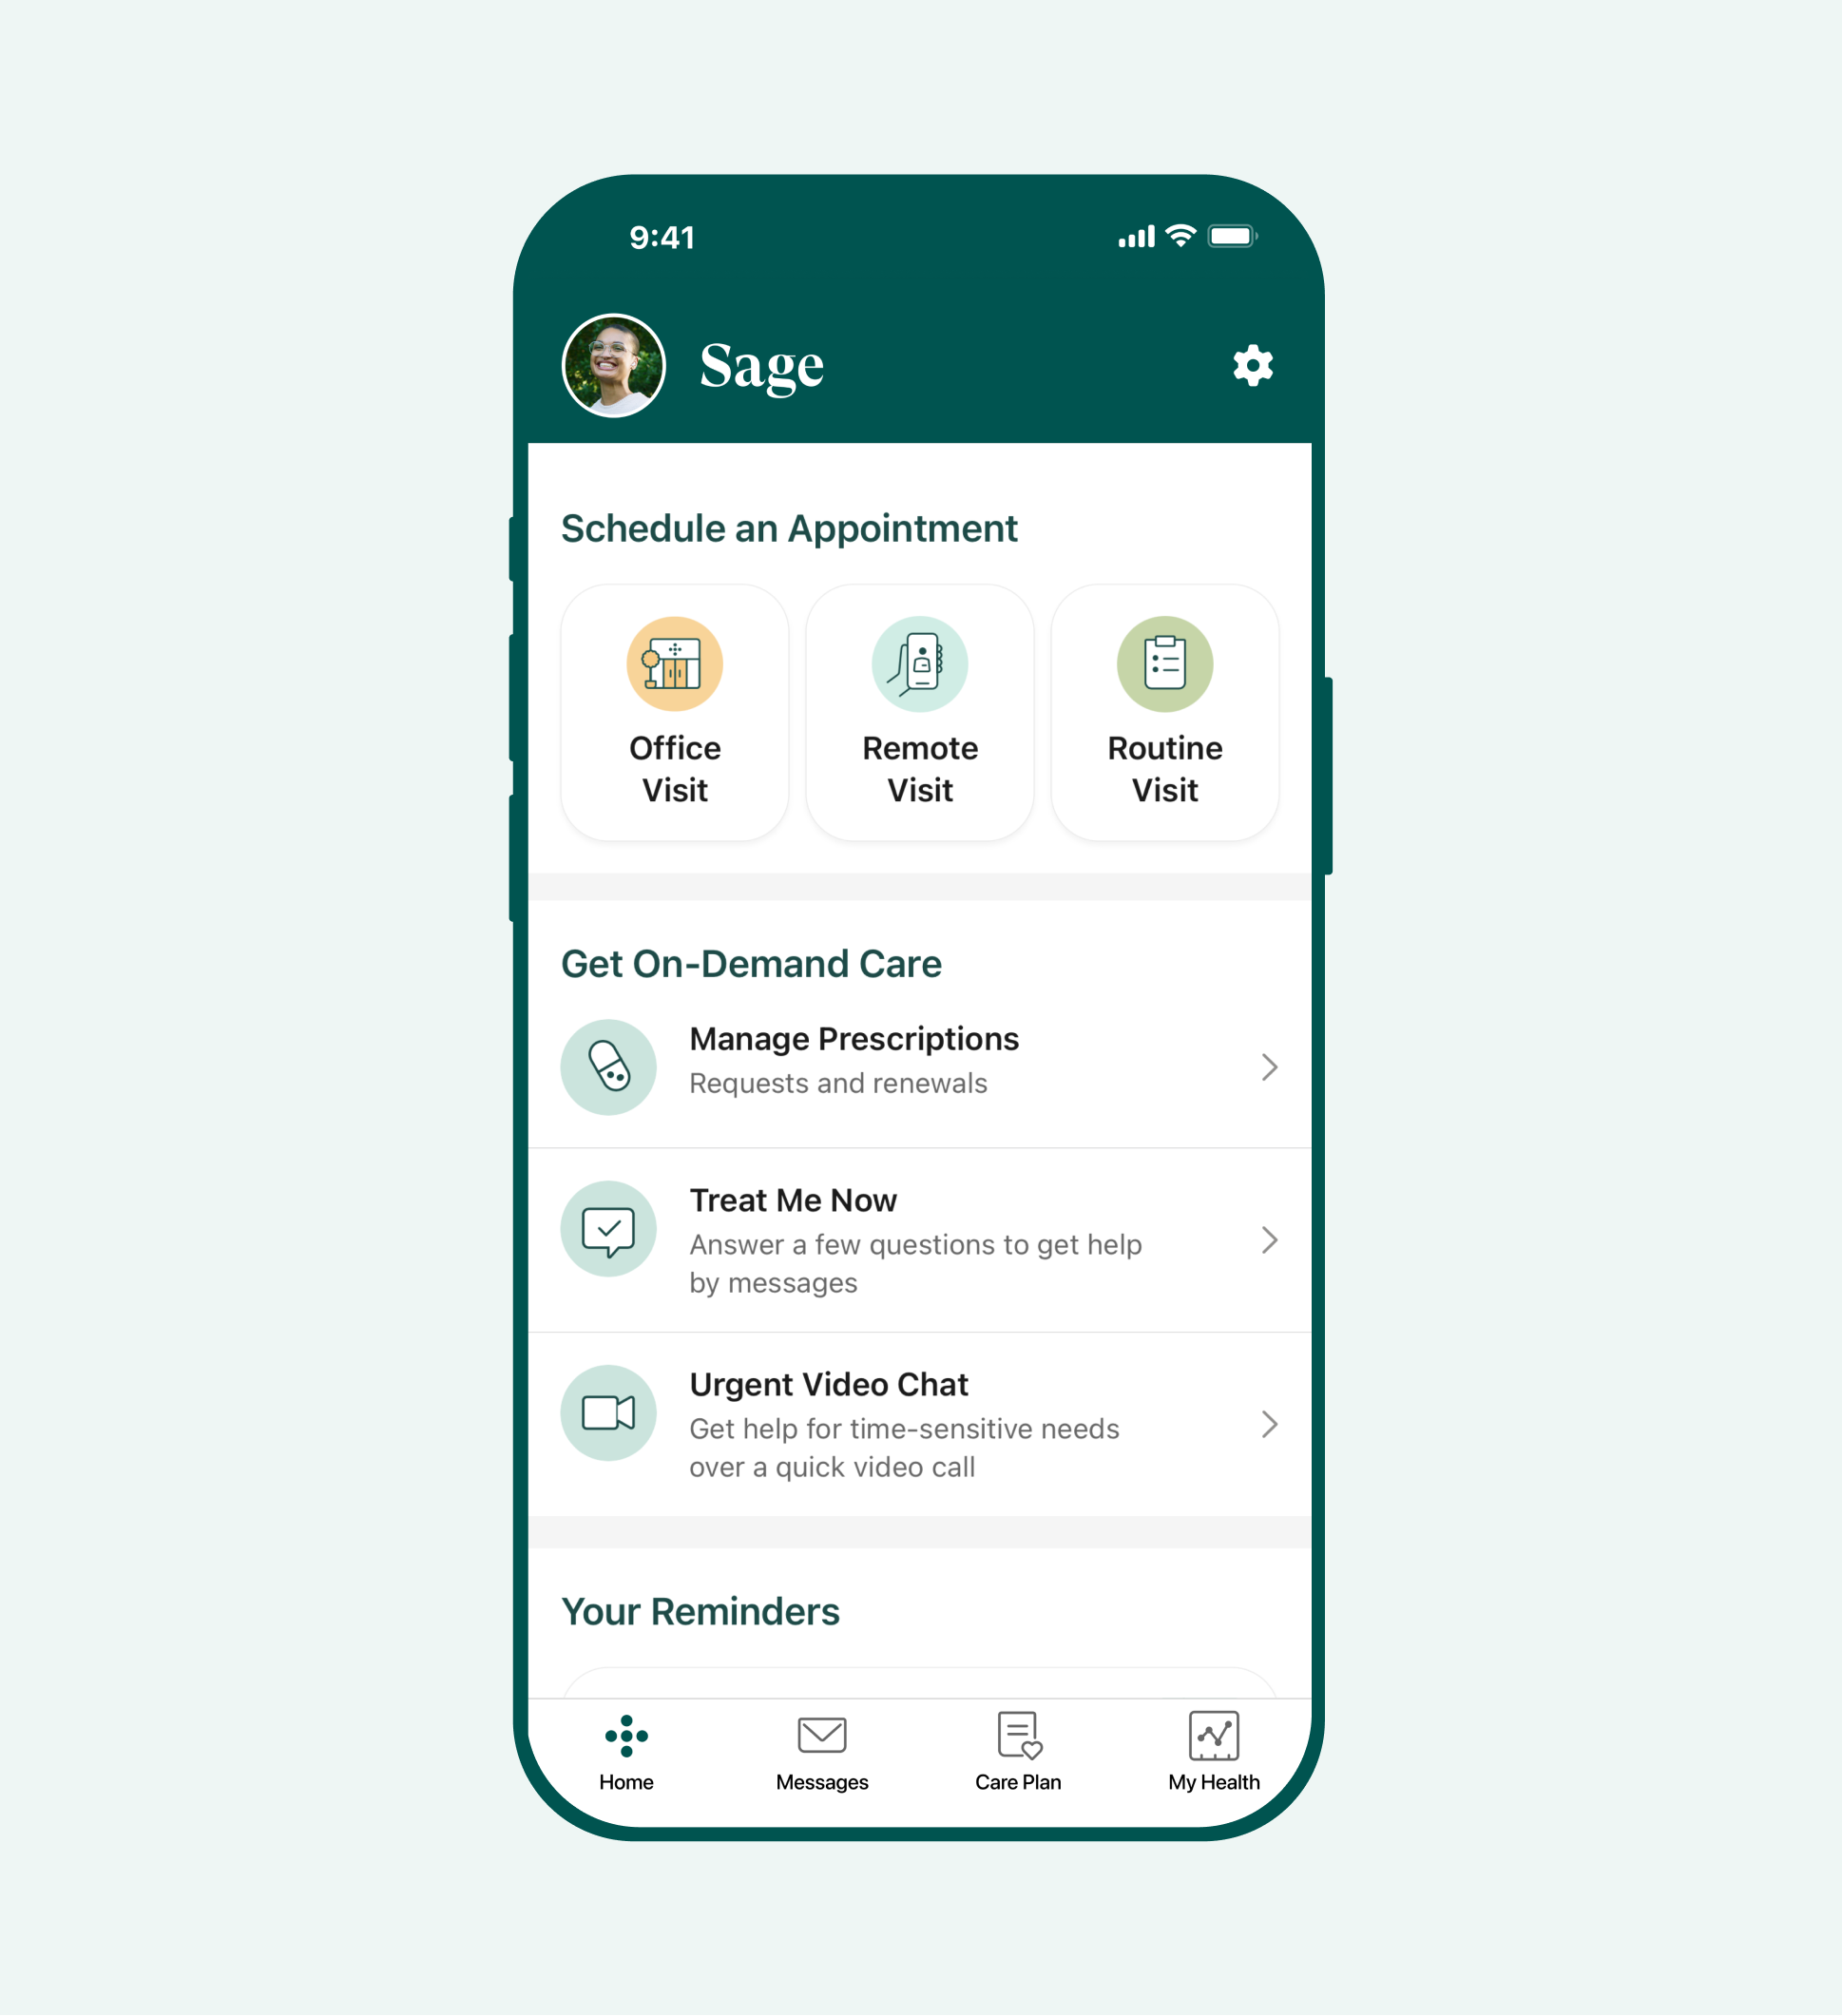 9:41
Sage
Schedule an Appointment
Office
Visit
Remote
Visit
Routine
Visit
Get On-Demand Care
Manage Prescriptions
Requests and renewals
Treat Me Now
Answer a few questions to get help
by messages
Urgent Video Chat
Get help for time-sensitive needs
over a quick video call
Your Reminders
Home
Messages
Care Plan
My Health